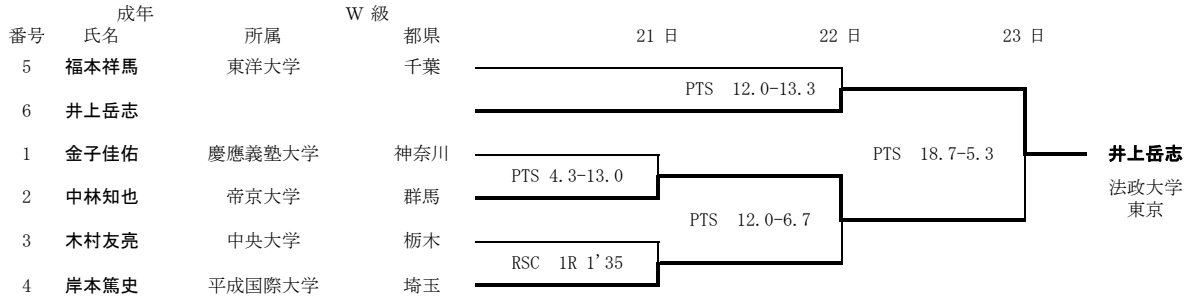 成年 W 級
番号 氏名 所属 都県 21 日 22 日 23 日
5 福本祥馬 東洋大学 千葉
PTS 12.0-13.3
6 井上岳志
1 金子佳佑 慶應義塾大学 神奈川 PTS 18.7-5.3 井上岳志
PTS 4.3-13.0
法政大学
2 中林知也 帝京大学 群馬
東京
PTS 12.0-6.7
3 木村友亮 中央大学 栃木
RSC 1R 1'35
4 岸本篤史 平成国際大学 埼玉